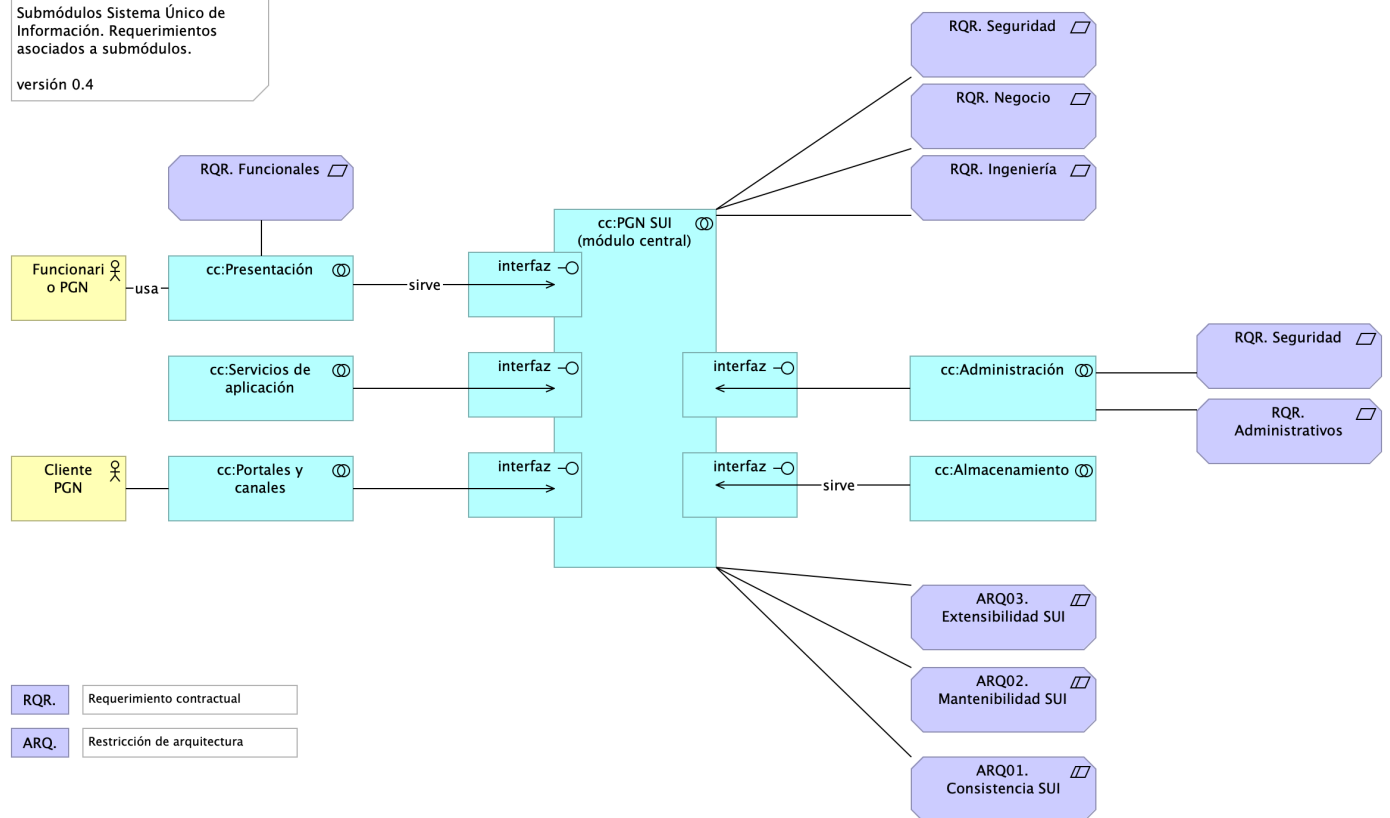 Submódulos Sistema Único de
Información. Requerimientos
asociados a submódulos.
versión 0.4
RQR. Seguridad
RQR. Negocio
RQR. Ingeniería
RQR. Funcionales
cc:PGN SUI
(módulo central)
Funcionari
o PGN
usa
cc:Presentación
sirve
interfaz
cc:Servicios de
aplicación
interfaz
interfaz
cc:Administración
RQR. Seguridad
RQR.
Administrativos
Cliente
PGN
cc:Portales y
canales
interfaz
interfaz
sirve
cc:Almacenamiento
ARQ03.
Extensibilidad SUI
ARQ02.
Mantenibilidad SUI
ARQ01.
Consistencia SUI
RQR.
Requerimiento contractual
ARQ.
Restricción de arquitectura